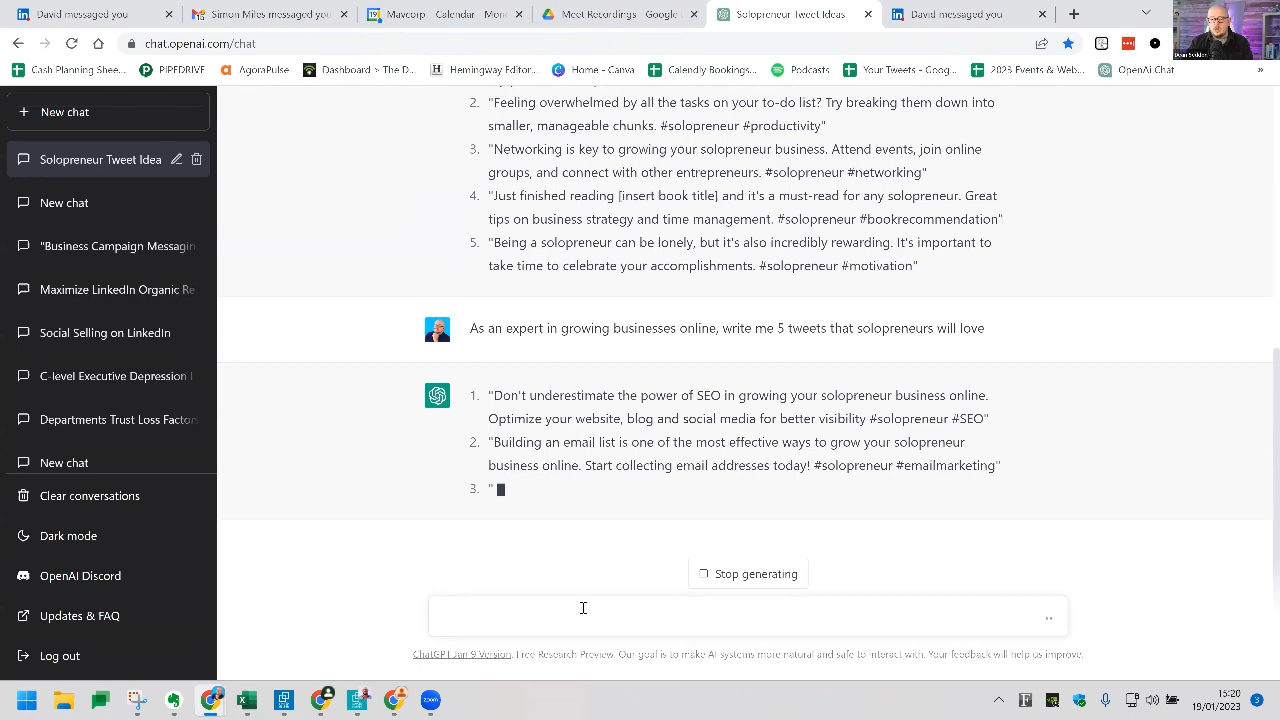 David messaged you
Simon Miles messaged y
Mavcorp - Calenda
Meet Recordings - Google
Solopreneur Tweet Idea
chat.openai.com/chat
Dean Seddon
PIPEDRIVE
AgoraPulse
Dashboard > The D...
Hemingway
Home - Canva
Calendly Bookings...
Podc
Your Tweets - Goog...
2023 Events & Web...
OpenAI Chat
»
New chat
Solopreneur Tweet Idea
New chat
"Business Campaign Messagin
Maximize LinkedIn Organic Re
Social Selling on LinkedIn
C-level Executive Depression I
Departments Trust Loss Factors
New chat
Clear conversations
Dark mode
OpenAI Discord
Updates & FAQ
Log out
2. "Feeling overwhelmed by all the tasks on your to-do list? Try breaking them down into
smaller, manageable chunks. #solopreneur #productivity"
3. "Networking is key to growing your solopreneur business. Attend events, join online
groups, and connect with other entrepreneurs. #solopreneur #networking"
4. "Just finished reading [insert book title] and it's a must-read for any solopreneur. Great
tips on business strategy and time management. #solopreneur #bookrecommendation"
5. "Being a solopreneur can be lonely, but it's also incredibly rewarding. It's important to
take time to celebrate your accomplishments. #solopreneur #motivation"
As an expert in growing businesses online, write me 5 tweets that solopreneurs will love
1. "Don't underestimate the power of SEO in growing your solopreneur business online.
Optimize your website, blog and social media for better visibility #solopreneur #SEO"
2. "Building an email list is one of the most effective ways to grow your solopreneur
business online. Start collecting email addresses today! #solopreneur #emailmarketing"
3. "
Stop generating
ChatGPT Jan 9 Version. Free Research Preview. Our goal is to make AI systems more natural and safe to interact with. Your feedback will help us improve.
15:20
19/01/2023
3